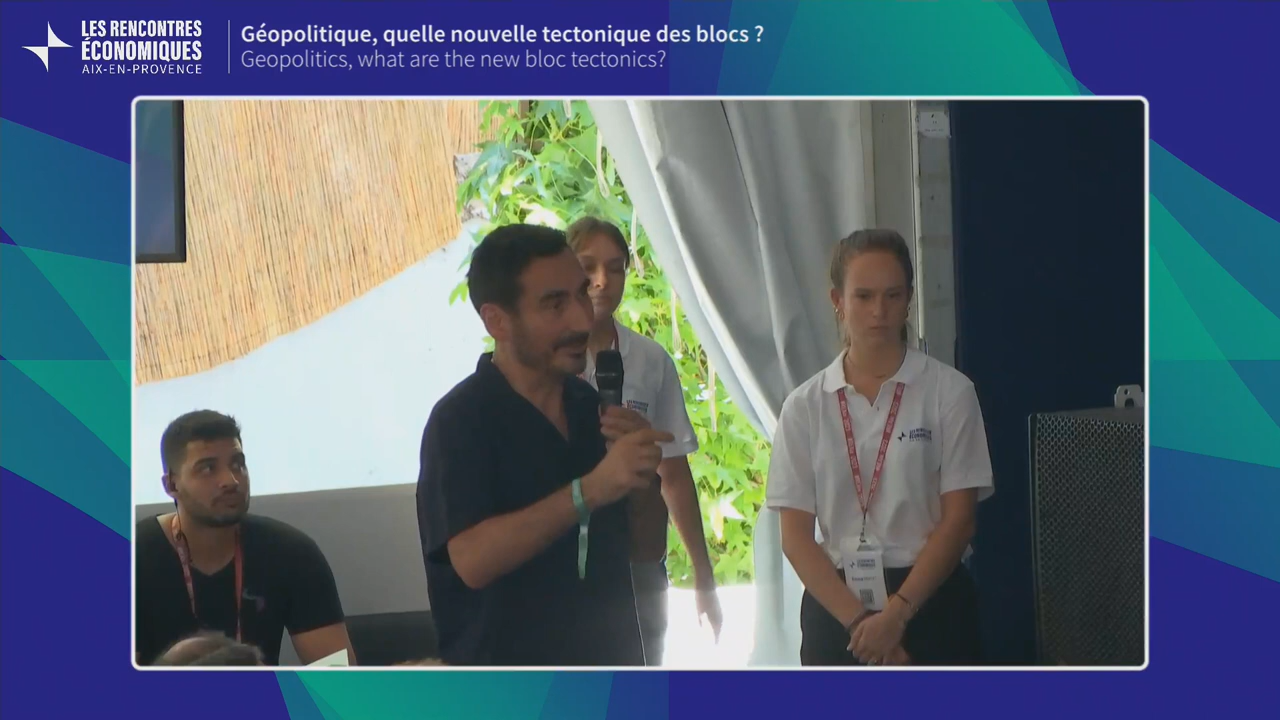 LES RENCONTRES
ÉCONOMIQUES
AIX-EN-PROVENCE
Géopolitique, quelle nouvelle tectonique des blocs ?
Geopolitics, what are the new bloc tectonics?